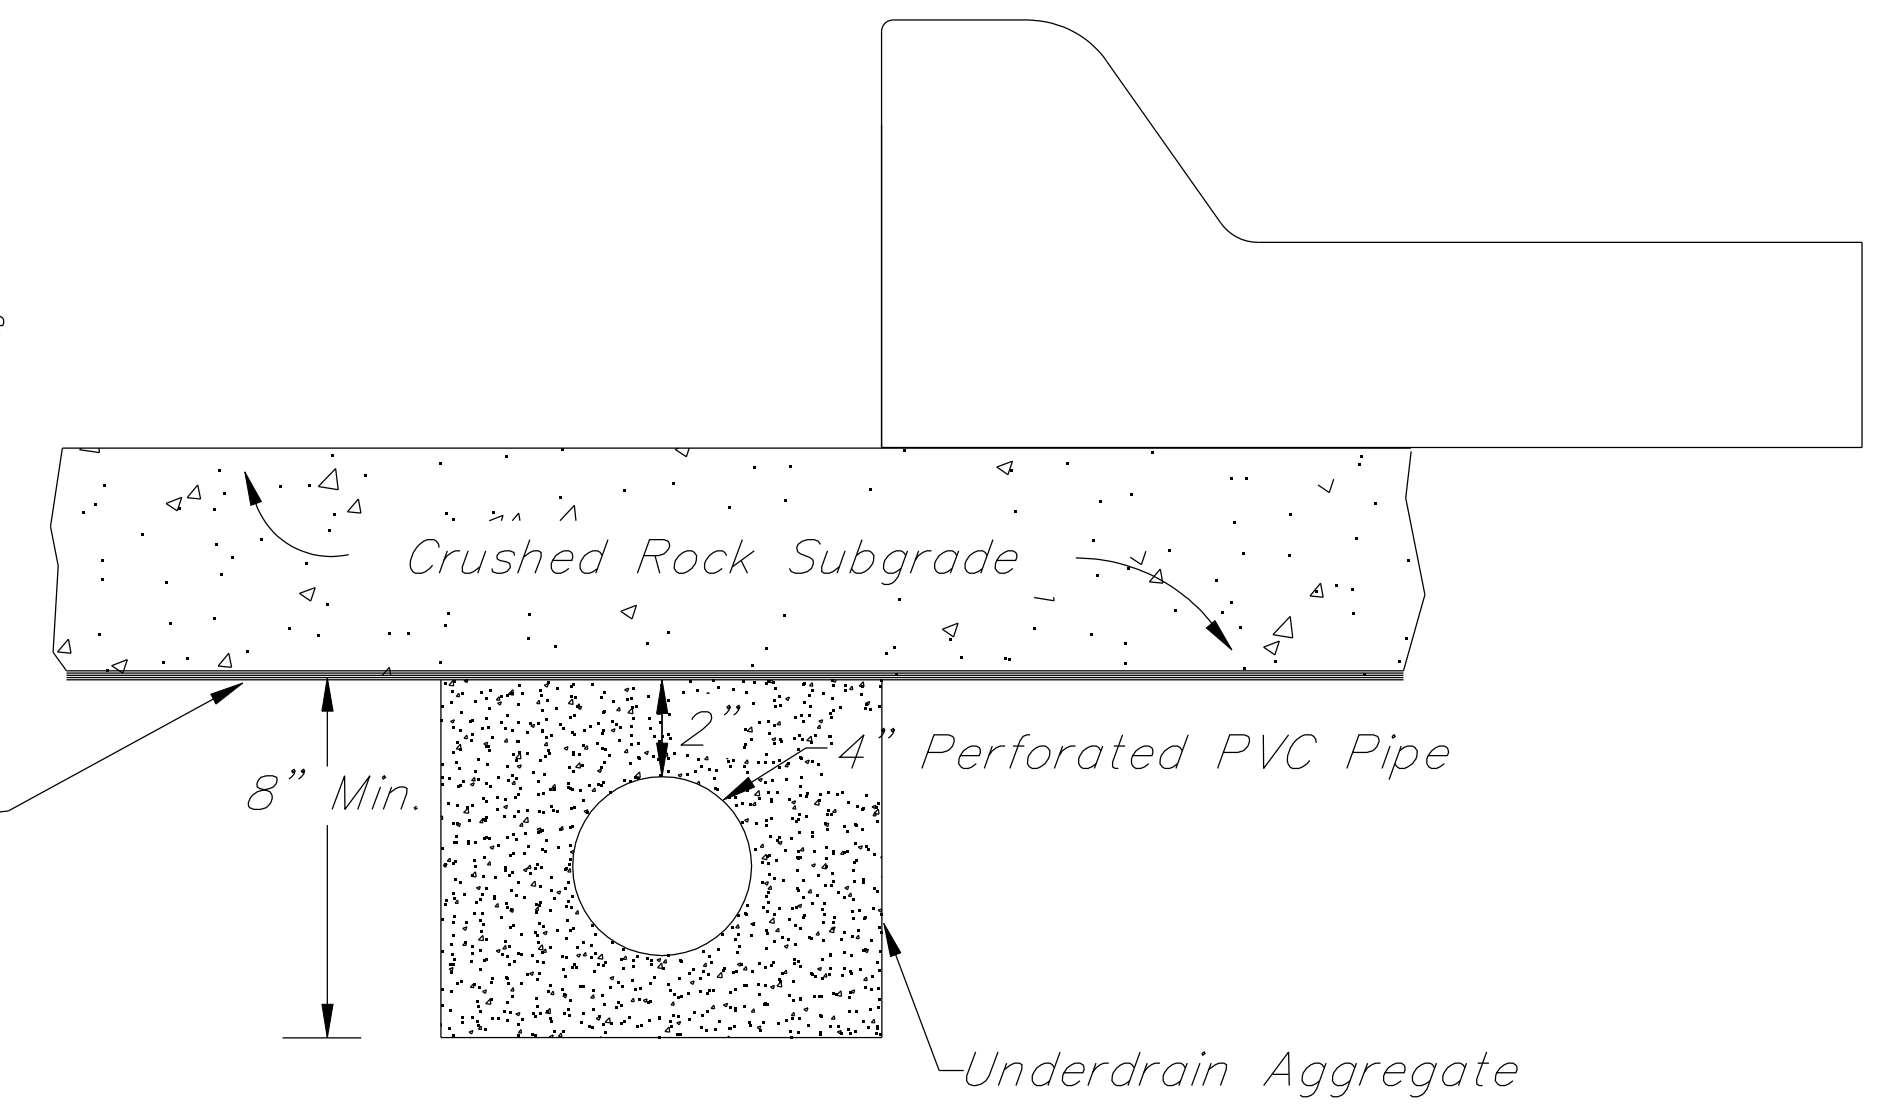 Crushed Rock Subgrade
2”
4” Perforated PVC Pipe
8” Min.
Underdrain Aggregate